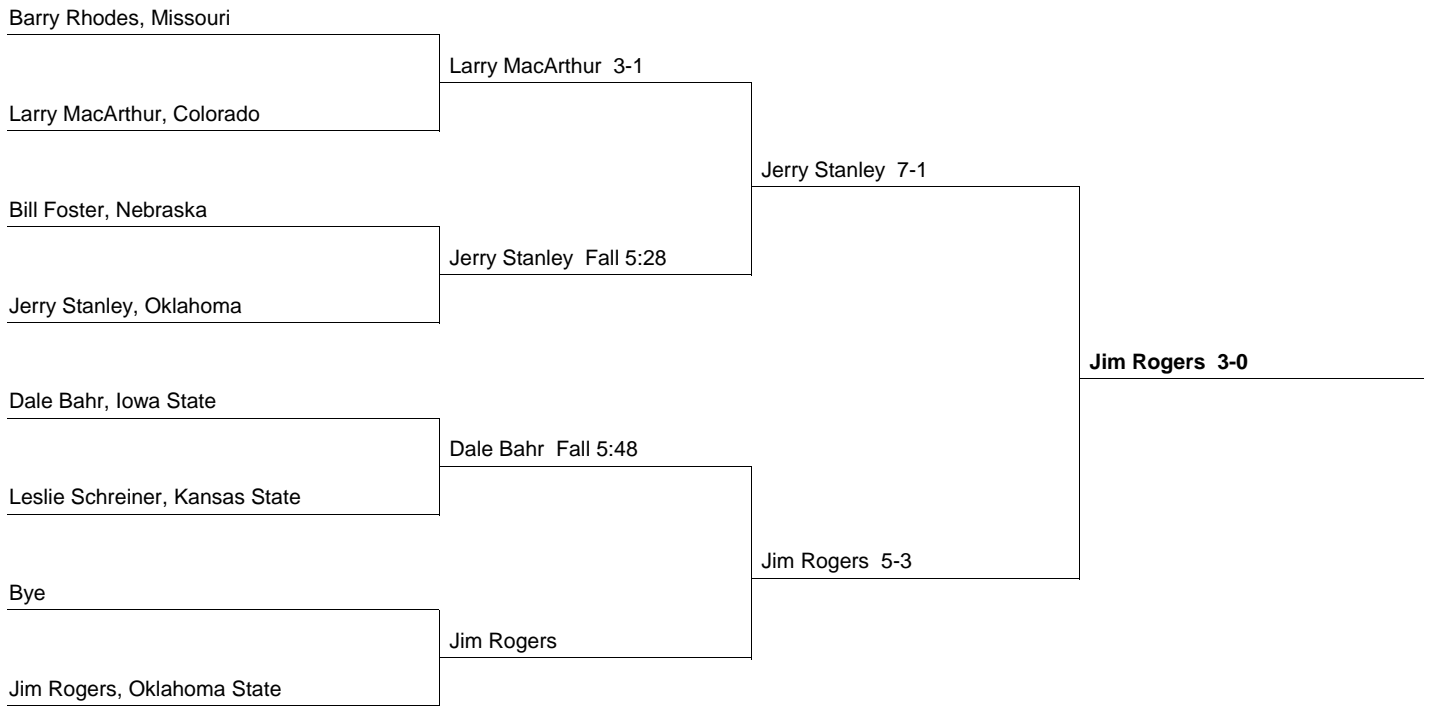 Barry Rhodes, Missouri
Larry MacArthur  3-1
Larry MacArthur, Colorado
Jerry Stanley  7-1
Bill Foster, Nebraska
Jerry Stanley  Fall 5:28
Jerry Stanley, Oklahoma
Jim Rogers  3-0
Dale Bahr, Iowa State
Dale Bahr  Fall 5:48
Leslie Schreiner, Kansas State
Jim Rogers  5-3
Bye
Jim Rogers
Jim Rogers, Oklahoma State